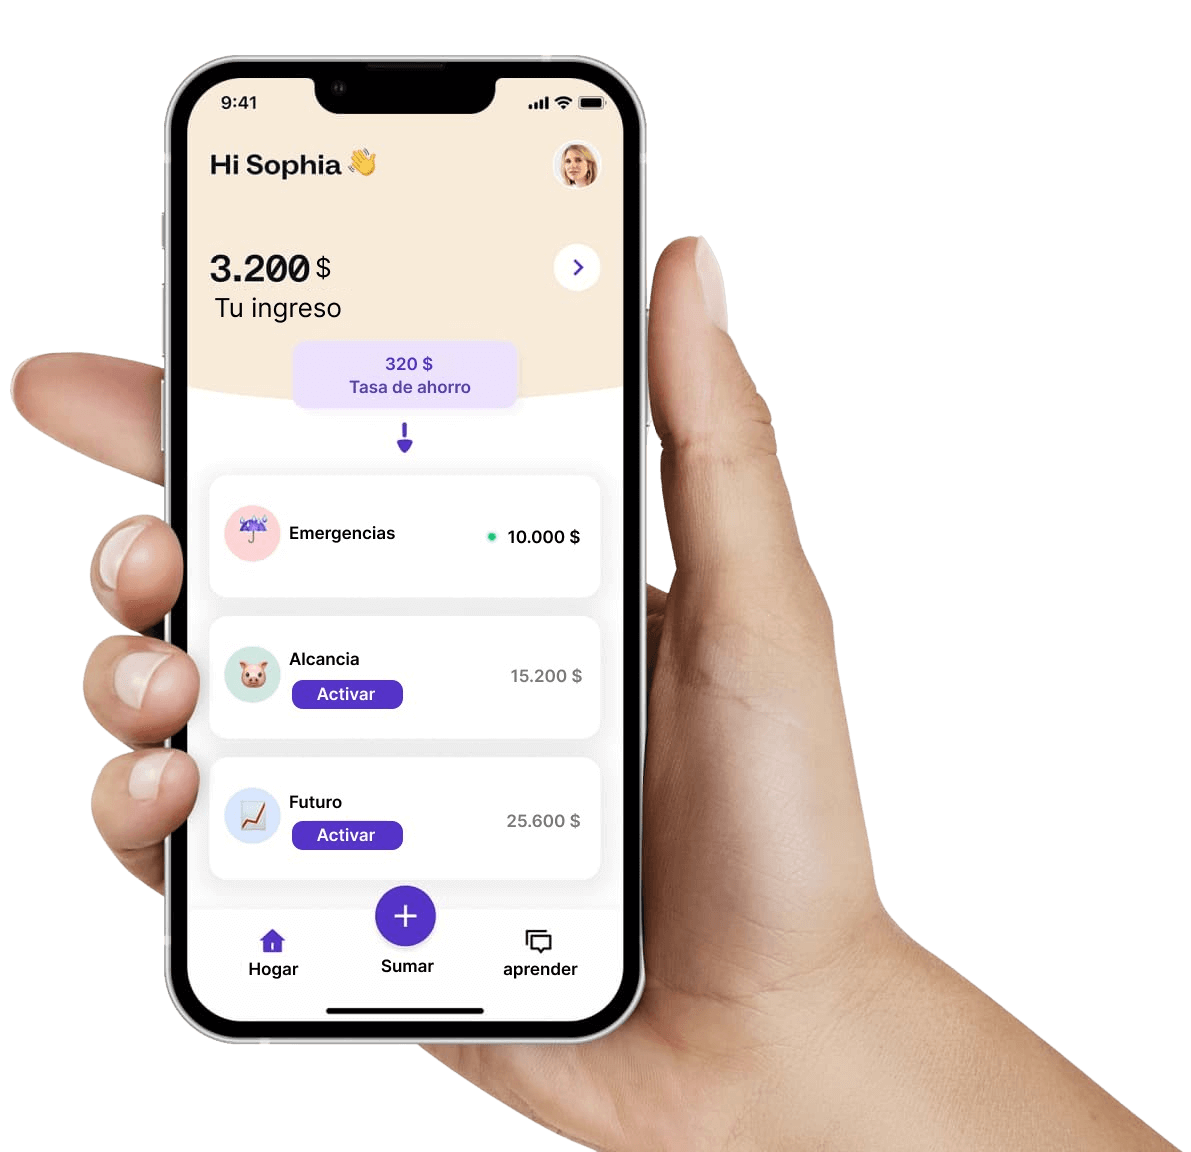 9:41
Hi Sophia 👋
3.200 $
Tu ingreso
320 $
Tasa de ahorro
Emergencias
10.000 $
Alcancia
Activar
15.200 $
Futuro
Activar
25.600 $
+
Hogar
Sumar
aprender